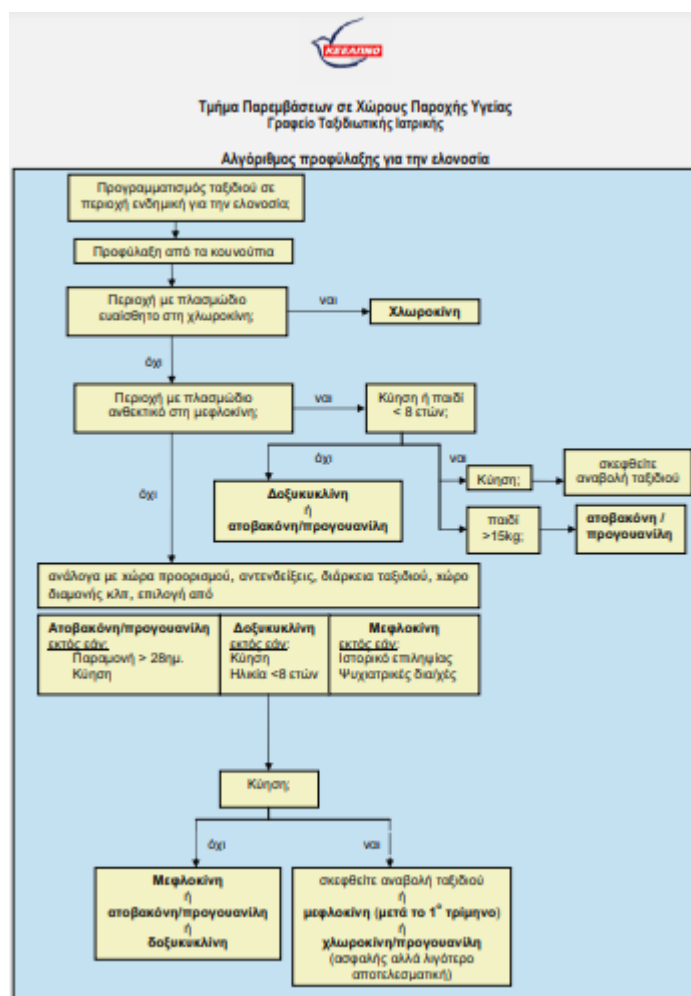 ΚΕΕΛΠΝΟ
Τμήμα Παρεμβάσεων σε Χώρους Παροχής Υγείας
Γραφείο Ταξιδιωτικής Ιατρικής
Αλγόριθμος προφύλαξης για την ελονοσία
Προγραμματισμός ταξιδιού σε
περιοχή ενδημική για την ελονοσία;
Προφύλαξη από τα κουνούπια
Περιοχή με πλασμώδιο
ευαίσθητο στη χλωροκίνη;
ναι
Χλωροκίνη
όχι
Περιοχή με πλασμώδιο
ανθεκτικό στη μεφλοκίνη;
ναι
Κύηση ή παιδί
< 8 ετών;
όχι
ναι
Δοξυκυκλίνη
ή
ατοβακόνη/προγουανίλη
Κύηση;
σκεφθείτε
αναβολή ταξιδιού
παιδί
>15kg;
ατοβακόνη /
προγουανίλη
όχι
ανάλογα με χώρα προορισμού, αντενδείξεις, διάρκεια ταξιδιού, χώρο
διαμονής κλπ, επιλογή από
Ατοβακόνη/προγουανίλη
εκτός εάν:
Παραμονή > 28ημ.
Κύηση
Δοξυκυκλίνη
εκτός εάν:
Κύηση
Ηλικία <8 ετών
Μεφλοκίνη
εκτός εάν:
Ιστορικό επιληψίας
Ψυχιατρικές δια/χές
Κύηση;
όχι
ναι
Μεφλοκίνη
ή
ατοβακόνη/προγουανίλη
ή
δοξυκυκλίνη
σκεφθείτε αναβολή ταξιδιού
ή
μεφλοκίνη (μετά το 1ο τρίμηνο)
ή
χλωροκίνη/προγουανίλη
(ασφαλής αλλά λιγότερο
αποτελεσματική)